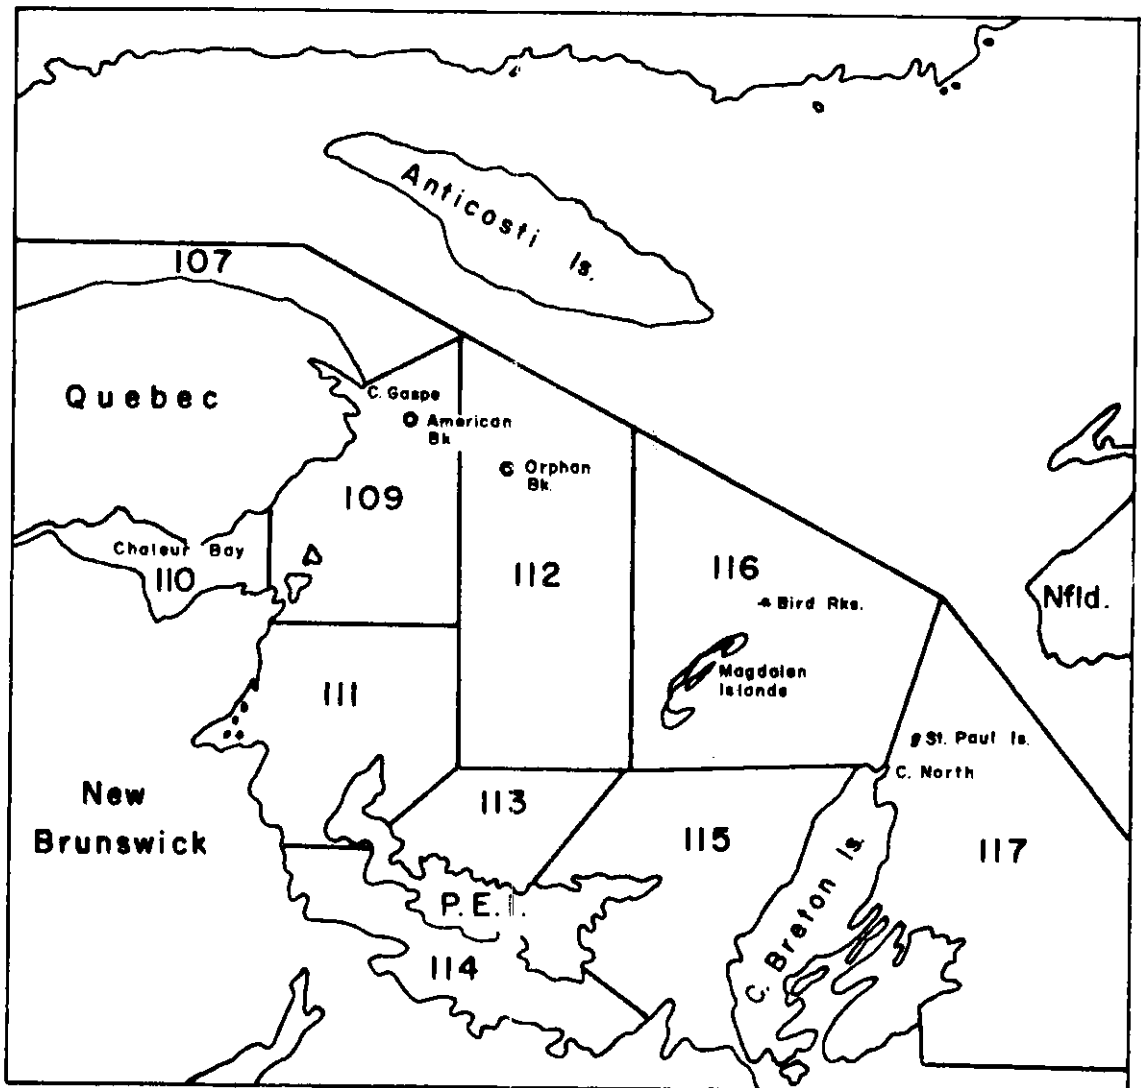 Anticosti Is.
107
Quebec
C. Gaspe
American
Bk
Orphan
Bk.
109
Chaleur Bay
110
112
116
Bird Rks.
Nfld.
111
Magdalen
Islands
St. Paul Is.
C. North
New
Brunswick
113
115
117
C. Breton Is.
P. E. I.
114